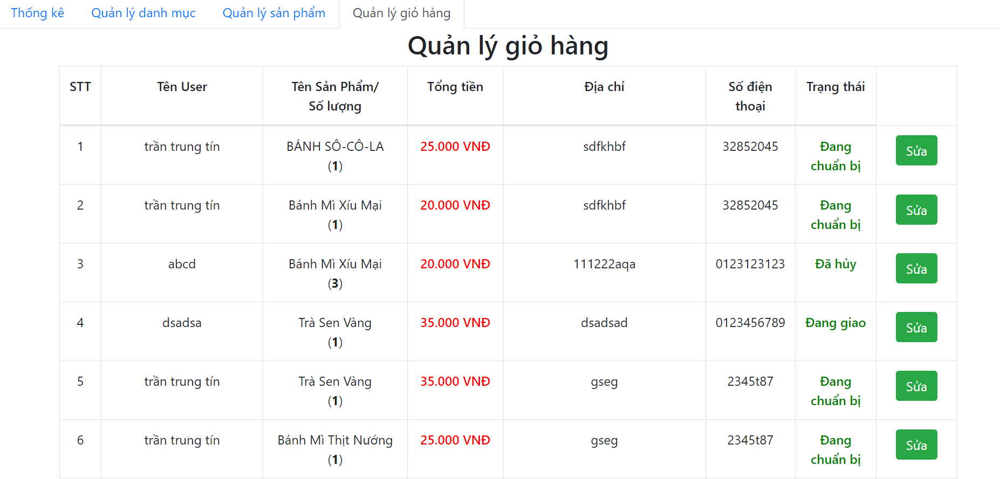 Thống kê Quản lý danh mục Quản lý sản phẩm Quản lý giỏ hàng
Quản lý giỏ hàng
STT Tên User Tên Sản Phẩm/ Tổng tiền Địa chỉ Số điện Trạng thái
Số lượng thoại
1 trần trung tín BÁNH SÔ-CÔ-LA 25.000 VNĐ sdfkhbf 32852045 Đang Sửa
(1) chuẩn bị
2 trần trung tín Bánh Mì Xíu Mại 20.000 VNĐ sdfkhbf 32852045 Đang Sửa
(1) chuẩn bị
3 abcd Bánh Mì Xíu Mại 20.000 VNĐ 111222aqa 0123123123 Đã hủy Sửa
(3)
4 dsadsa Trà Sen Vàng 35.000 VNĐ dsadsad 0123456789 Đang giao Sửa
(1)
5 trần trung tín Trà Sen Vàng 35.000 VNĐ gseg 2345t87 Đang Sửa
(1) chuẩn bị
6 trần trung tín Bánh Mì Thịt Nướng 25.000 VNĐ gseg 2345t87 Đang Sửa
(1) chuẩn bị